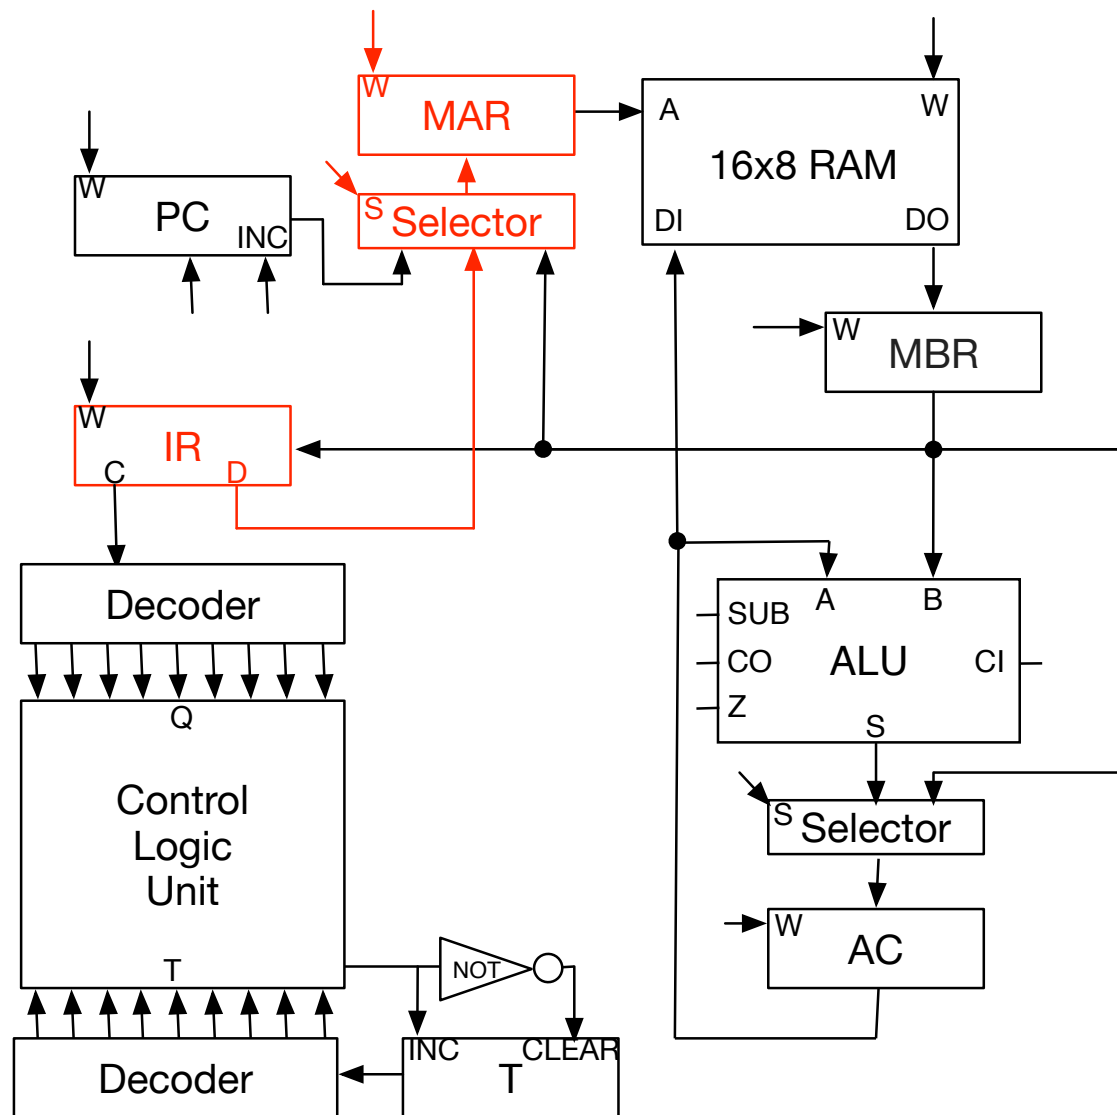 W
MAR
A
W
16x8 RAM
DI
DO
W
PC
INC
S
Selector
W
MBR
W
IR
C
D
Decoder
A
B
SUB
CO
ALU
CI
Z
S
Q
Control
Logic
Unit
T
S
Selector
W
AC
NOT
INC
CLEAR
T
Decoder